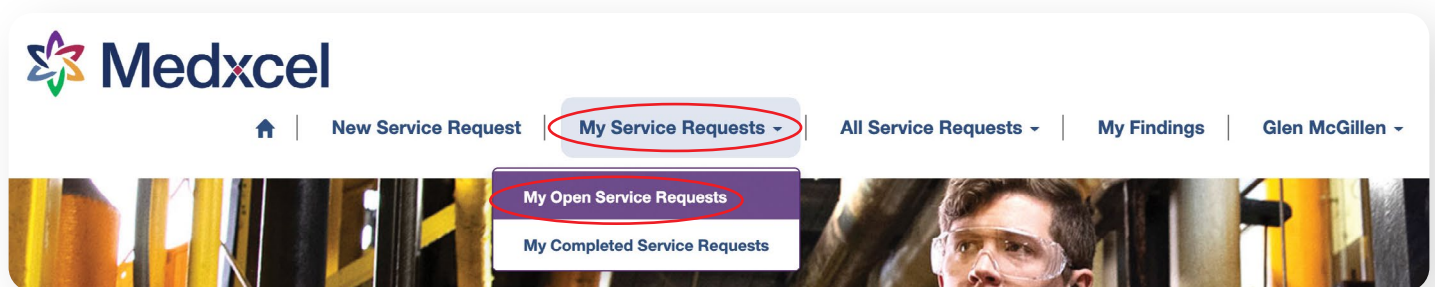 Medxcel
New Service Request My Service Requests All Service Requests My Findings Glen McGillen
My Open Service Requests
My Completed Service Requests